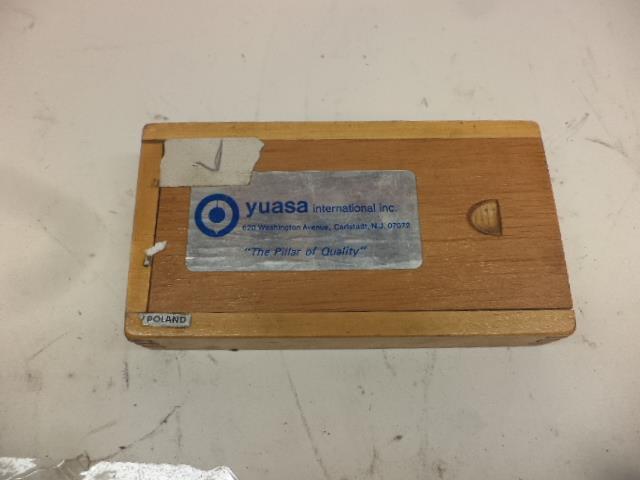 yuasa international inc.
620 Washington Avenue, Carlstadt, N.J. 07072
"The Pillar of Quality"
POLAND